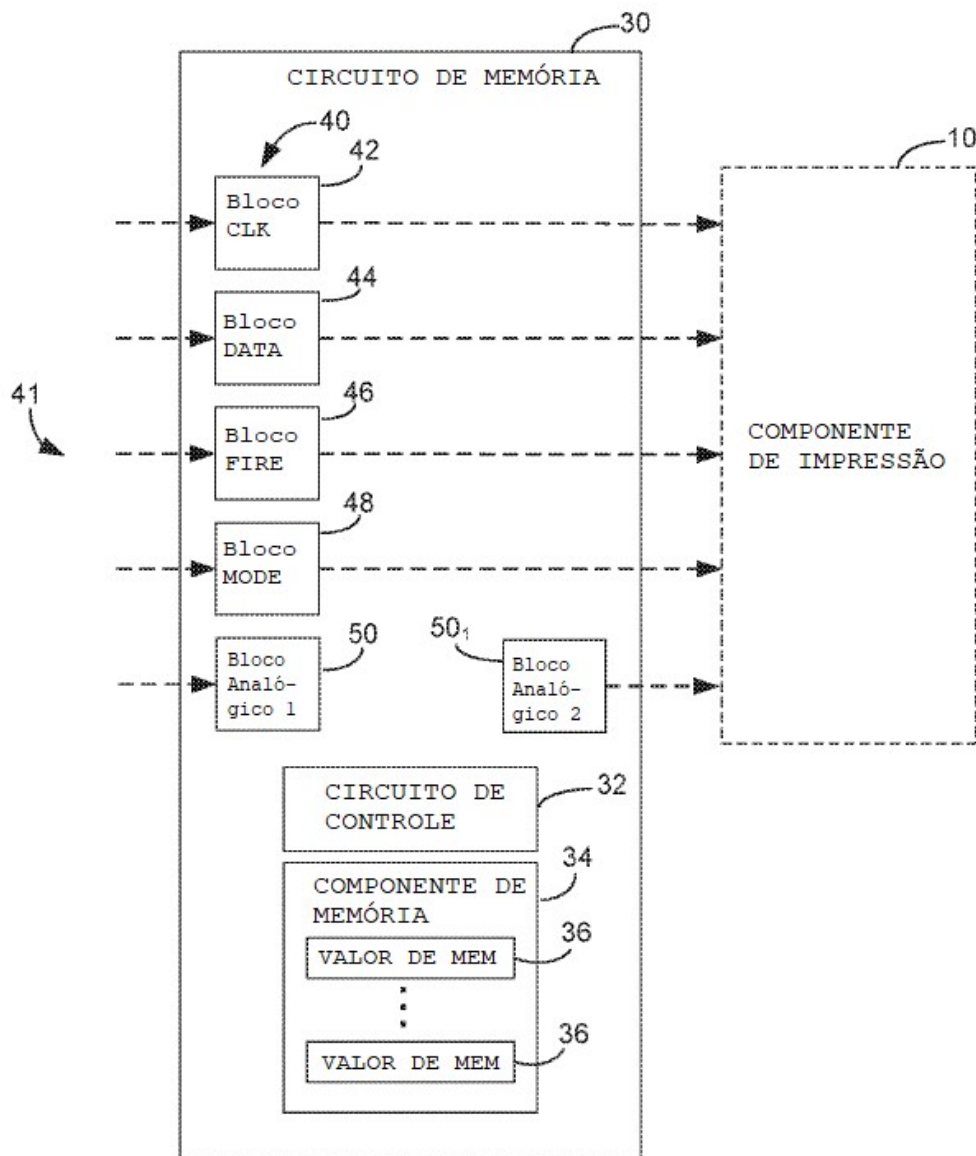 30
CIRCUITO DE MEMÓRIA
40
42
10
Bloco
CLK
44
Bloco
DATA
41
46
Bloco
FIRE
COMPONENTE
DE IMPRESSÃO
48
Bloco
MODE
50
50₁
Bloco
Analó-
gico 1
Bloco
Analó-
gico 2
CIRCUITO DE
CONTROLE
32
34
COMPONENTE DE
MEMÓRIA
36
VALOR DE MEM
36
VALOR DE MEM